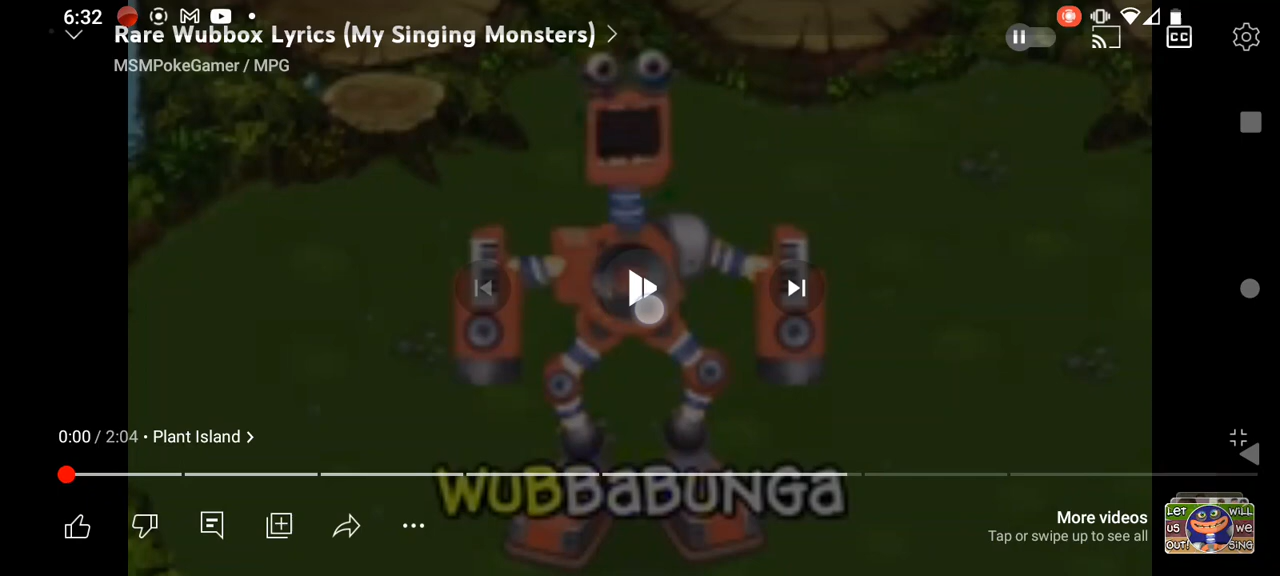 6:32
Rare Wubbox Lyrics (My Singing Monsters)
CC
MSMPokeGamer / MPG
0:00 / 2:04 • Plant Island
WUBBaBUNGa
More videos
Tap or swipe up to see all
LET WILL
US WE
OUT! SING